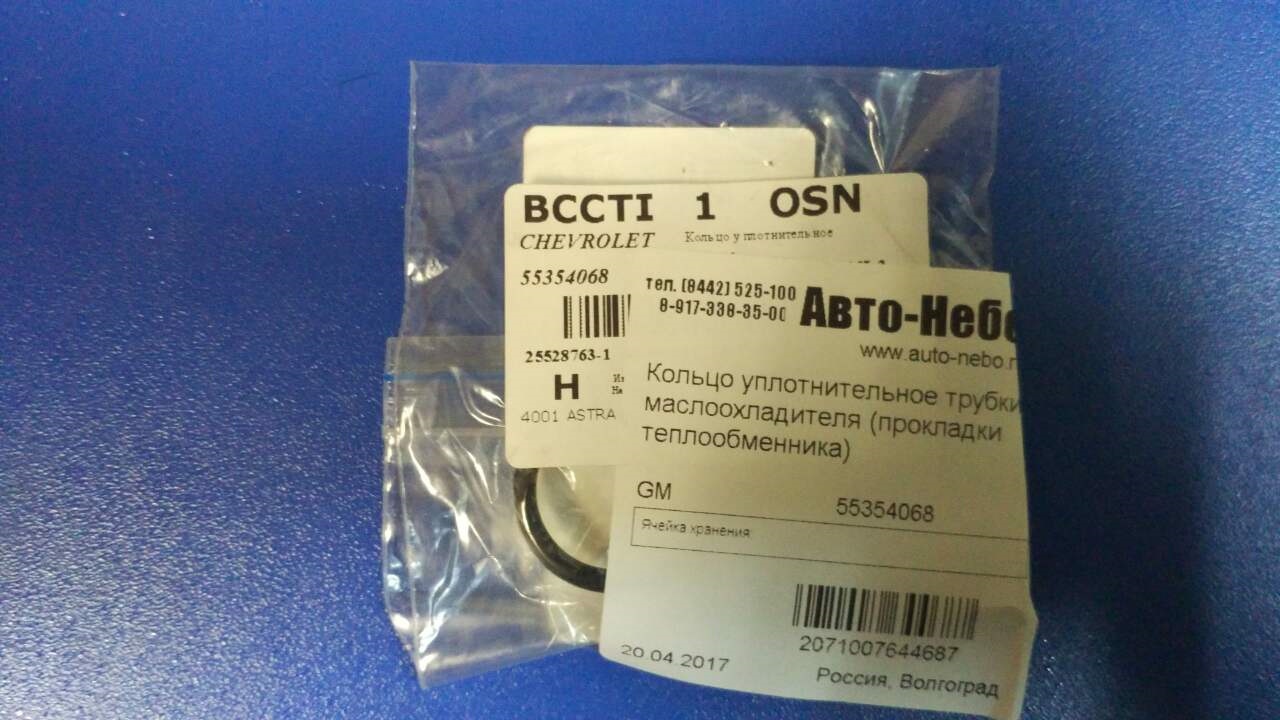 BCCTI 1 OSN
CHEVROLET Кольцо уплотнительное
55354068
25528763-1
H
4001 ASTRA
тел. (8442) 525-100
8-917-338-35-00
Авто-Небо
www.auto-nebo.r
Кольцо уплотнительное трубки
маслоохладителя (прокладки
теплообменника)
GM 55354068
Ячейка хранения:
2071007644687
20.04.2017
Россия, Волгоград